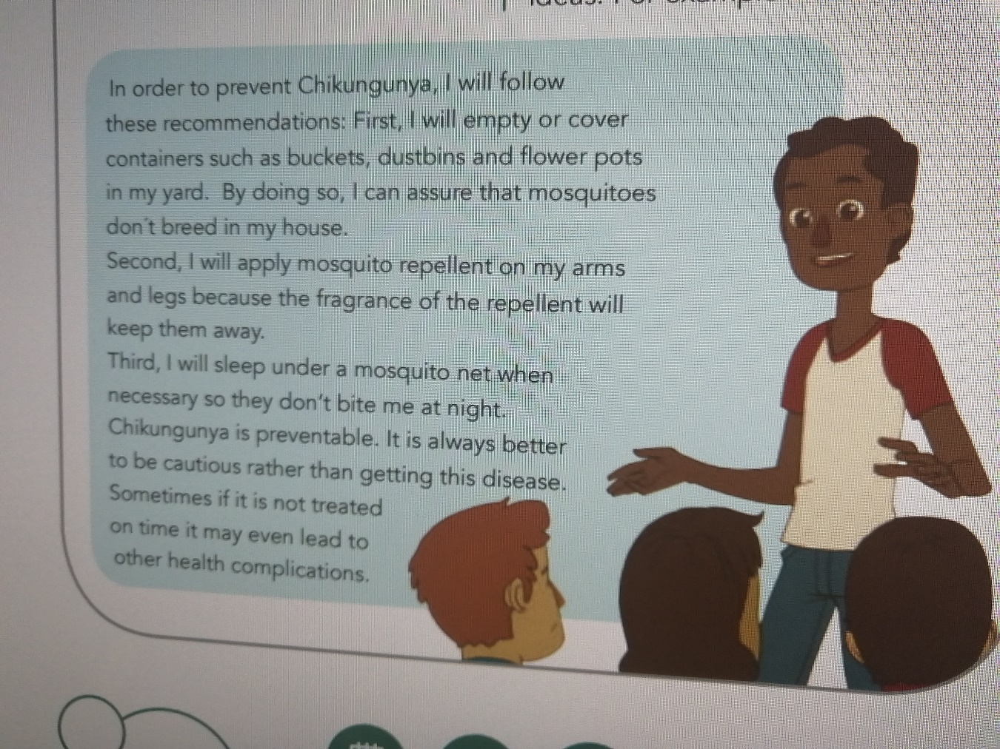 In order to prevent Chikungunya, I will follow
these recommendations: First, I will empty or cover
containers such as buckets, dustbins and flower pots
in my yard.  By doing so, I can assure that mosquitoes
don´t breed in my house.
Second, I will apply mosquito repellent on my arms
and legs because the fragrance of the repellent will
keep them away.
Third, I will sleep under a mosquito net when
necessary so they don't bite me at night.
Chikungunya is preventable. It is always better
to be cautious rather than getting this disease.
Sometimes if it is not treated
on time it may even lead to
other health complications.